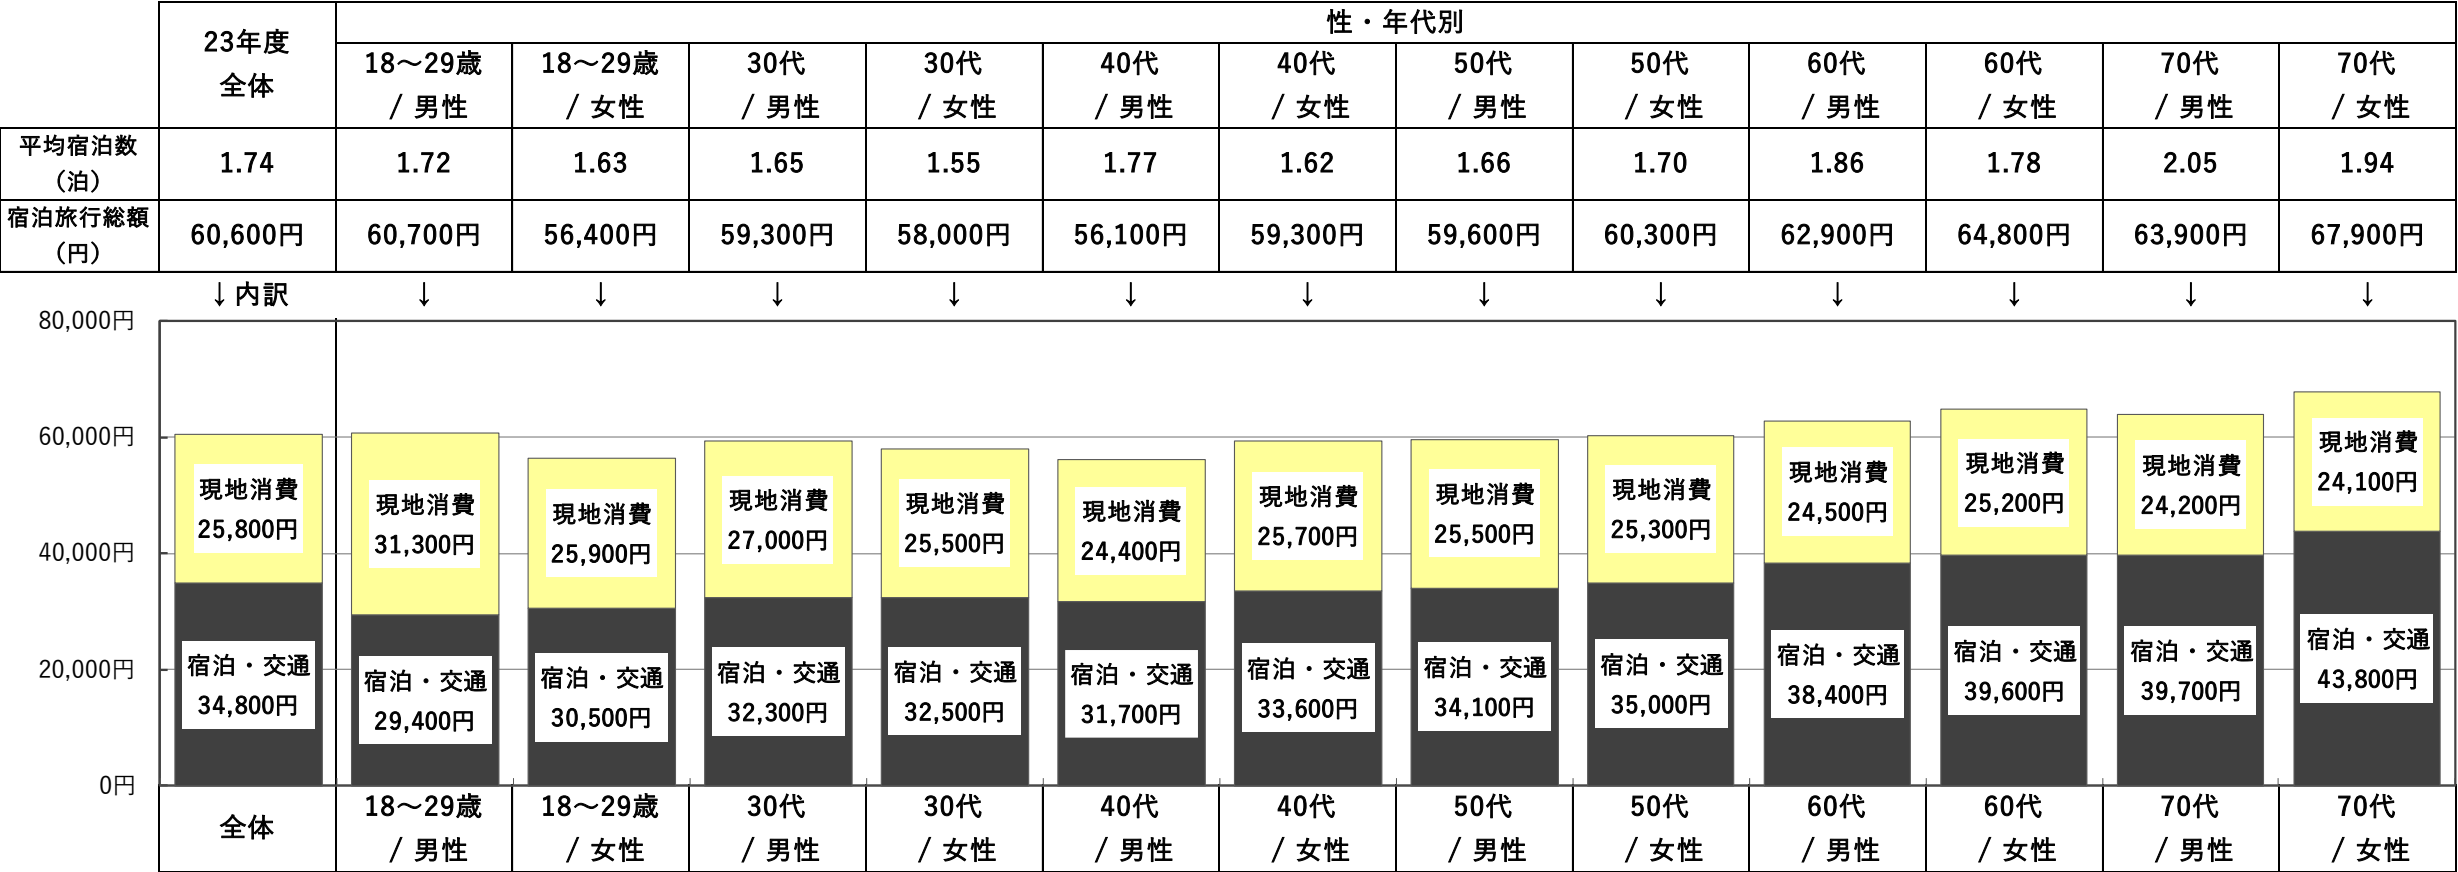 23年度
全体
性・年代別
18～29歳
/ 男性
18～29歳
/ 女性
30代
/ 男性
30代
/ 女性
40代
/ 男性
40代
/ 女性
50代
/ 男性
50代
/ 女性
60代
/ 男性
60代
/ 女性
70代
/ 男性
70代
/ 女性
平均宿泊数
（泊）
1.74
1.72
1.63
1.65
1.55
1.77
1.62
1.66
1.70
1.86
1.78
2.05
1.94
宿泊旅行総額
（円）
60,600円
60,700円
56,400円
59,300円
58,000円
56,100円
59,300円
59,600円
60,300円
62,900円
64,800円
63,900円
67,900円
↓内訳
↓
↓
↓
↓
↓
↓
↓
↓
↓
↓
↓
↓
80,000円
60,000円
40,000円
20,000円
0円
現地消費
25,800円
現地消費
31,300円
現地消費
25,900円
現地消費
27,000円
現地消費
25,500円
現地消費
24,400円
現地消費
25,700円
現地消費
25,500円
現地消費
25,300円
現地消費
24,500円
現地消費
25,200円
現地消費
24,200円
現地消費
24,100円
宿泊・交通
34,800円
宿泊・交通
29,400円
宿泊・交通
30,500円
宿泊・交通
32,300円
宿泊・交通
32,500円
宿泊・交通
31,700円
宿泊・交通
33,600円
宿泊・交通
34,100円
宿泊・交通
35,000円
宿泊・交通
38,400円
宿泊・交通
39,600円
宿泊・交通
39,700円
宿泊・交通
43,800円
全体
18～29歳
/ 男性
18～29歳
/ 女性
30代
/ 男性
30代
/ 女性
40代
/ 男性
40代
/ 女性
50代
/ 男性
50代
/ 女性
60代
/ 男性
60代
/ 女性
70代
/ 男性
70代
/ 女性